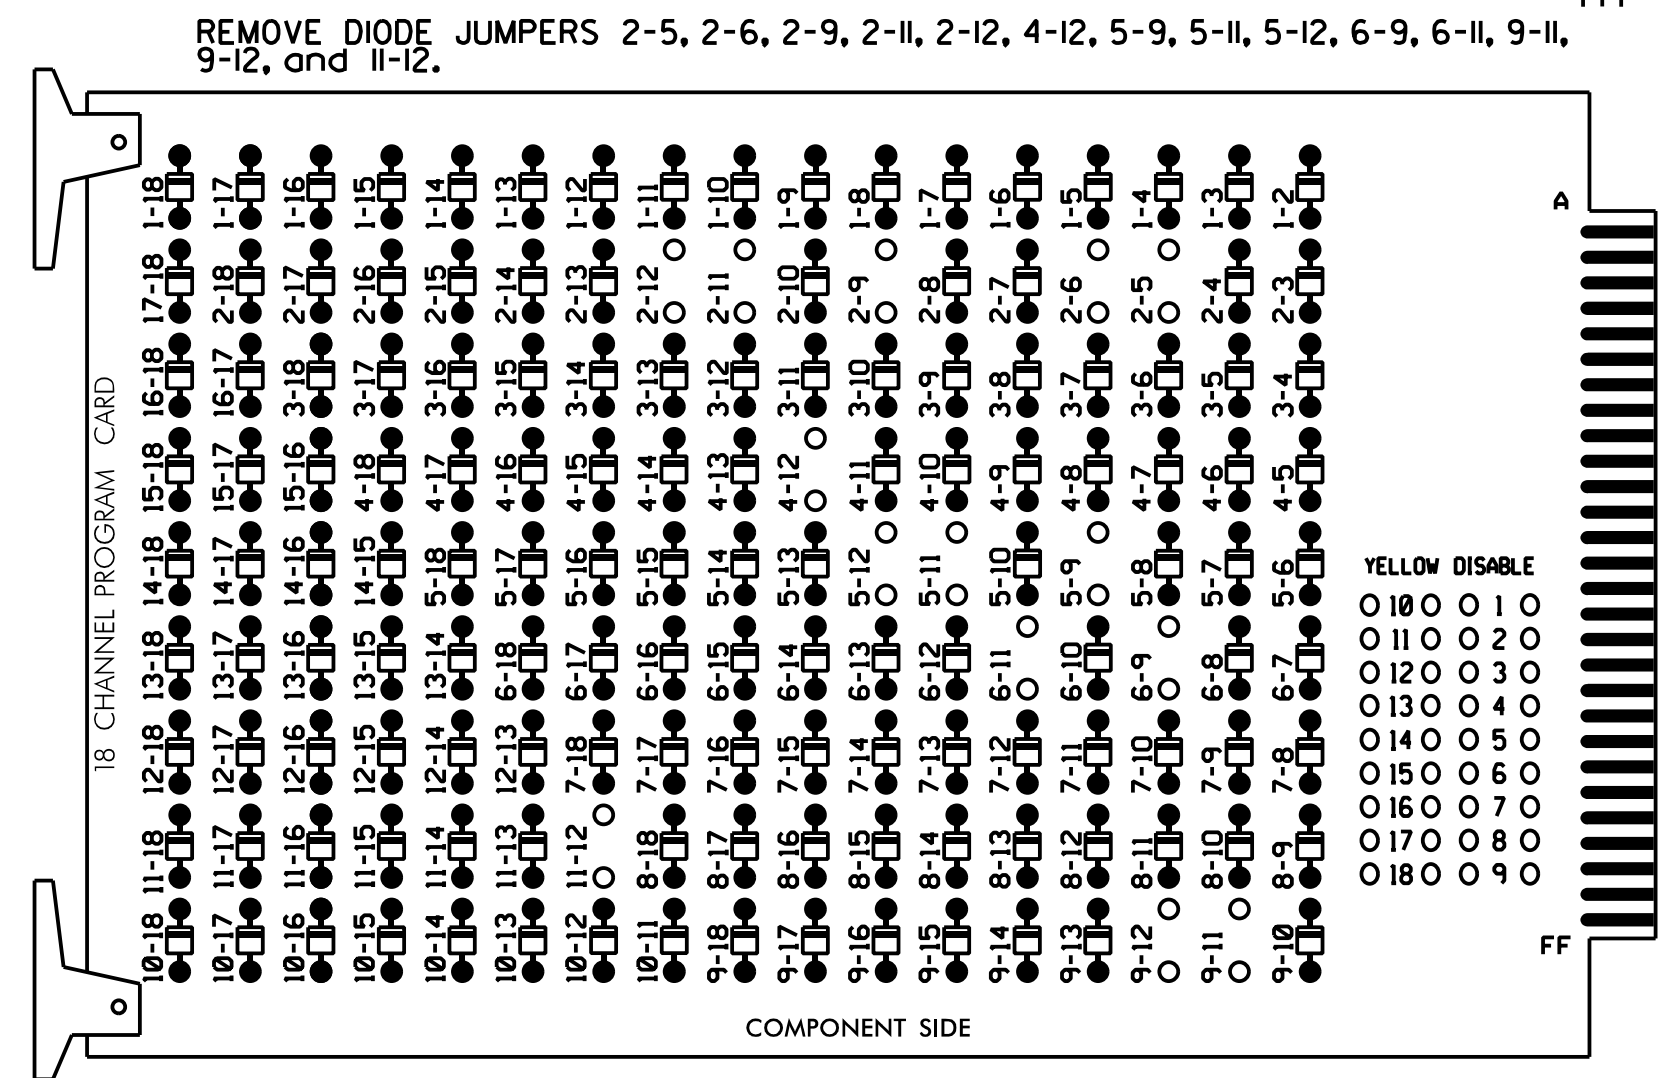 REMOVE DIODE JUMPERS 2-5, 2-6, 2-9, 2-11, 2-12, 4-12, 5-9, 5-11, 5-12, 6-9, 6-11, 9-11,
9-12, and 11-12.
1-18 1-17 1-16 1-15 1-14 1-13 1-12 1-11 1-10 1-9 1-8 1-7 1-6 1-5 1-4 1-3 1-2
17-18 2-18 2-17 2-16 2-15 2-14 2-13 2-12 2-11 2-10 2-9 2-8 2-7 2-6 2-5 2-4 2-3
16-18 16-17 3-18 3-17 3-16 3-15 3-14 3-13 3-12 3-11 3-10 3-9 3-8 3-7 3-6 3-5 3-4
15-18 15-17 15-16 4-18 4-17 4-16 4-15 4-14 4-13 4-12 4-11 4-10 4-9 4-8 4-7 4-6 4-5
14-18 14-17 14-16 14-15 5-18 5-17 5-16 5-15 5-14 5-13 5-12 5-11 5-10 5-9 5-8 5-7 5-6
13-18 13-17 13-16 13-15 13-14 6-18 6-17 6-16 6-15 6-14 6-13 6-12 6-11 6-10 6-9 6-8 6-7
12-18 12-17 12-16 12-15 12-14 12-13 7-18 7-17 7-16 7-15 7-14 7-13 7-12 7-11 7-10 7-9 7-8
11-18 11-17 11-16 11-15 11-14 11-13 11-12 8-18 8-17 8-16 8-15 8-14 8-13 8-12 8-11 8-10 8-9
10-18 10-17 10-16 10-15 10-14 10-13 10-12 10-11 9-18 9-17 9-16 9-15 9-14 9-13 9-12 9-11 9-10
18 CHANNEL PROGRAM CARD
A
YELLOW DISABLE
10 1
11 2
12 3
13 4
14 5
15 6
16 7
17 8
18 9
FF
COMPONENT SIDE